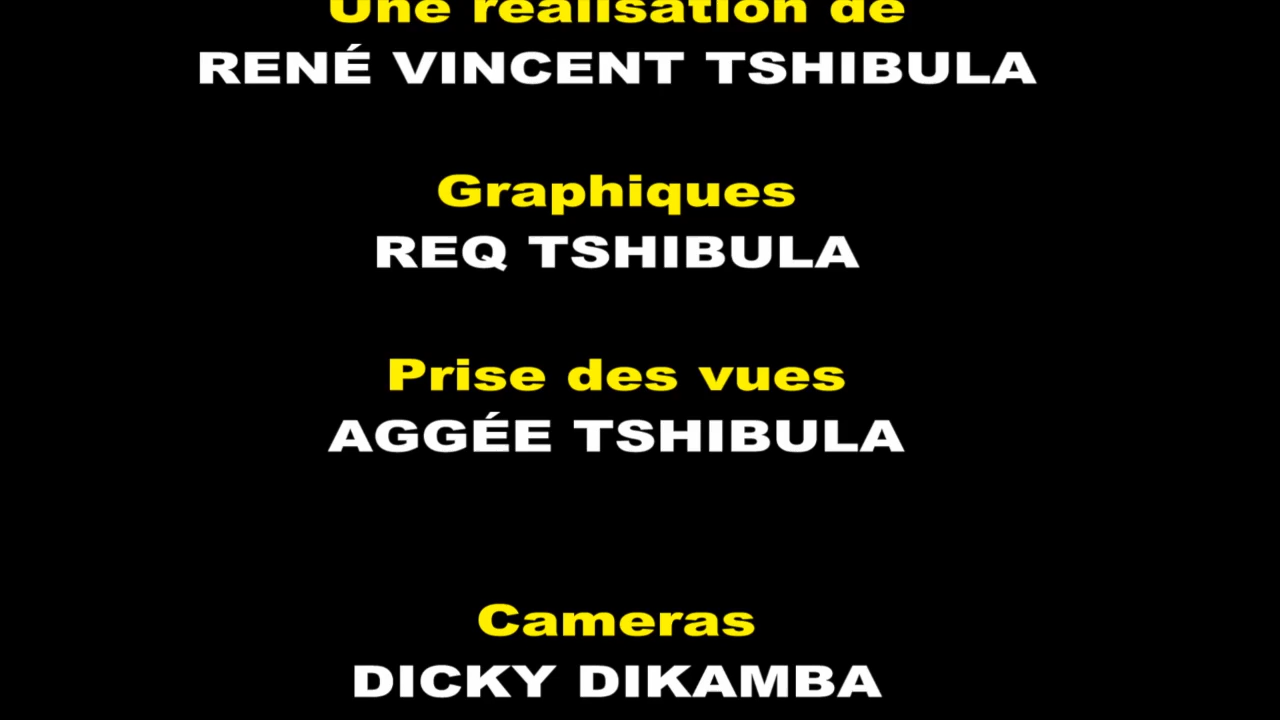 Une réalisation de
RENÉ VINCENT TSHIBULA
Graphiques
REQ TSHIBULA
Prise des vues
AGGÉE TSHIBULA
Cameras
DICKY DIKAMBA